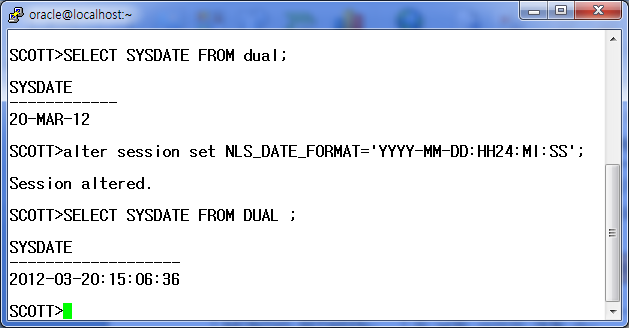 oracle@localhost:~
SCOTT>SELECT SYSDATE FROM dual;
SYSDATE
------------
20-MAR-12
SCOTT>alter session set NLS_DATE_FORMAT='YYYY-MM-DD:HH24:MI:SS';
Session altered.
SCOTT>SELECT SYSDATE FROM DUAL ;
SYSDATE
-------------------
2012-03-20:15:06:36
SCOTT>